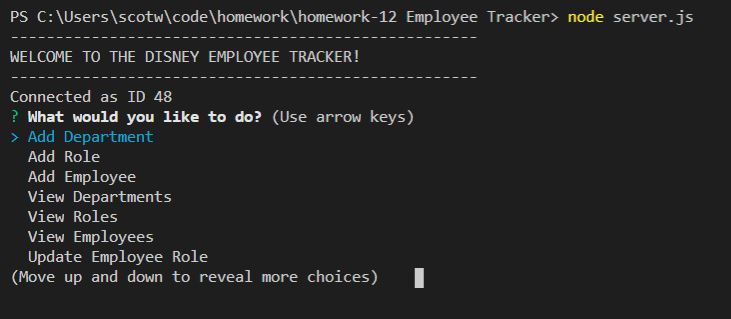 PS C:\Users\scotw\code\homework\homework-12 Employee Tracker> node server.js
----------------------------------------------------
WELCOME TO THE DISNEY EMPLOYEE TRACKER!
----------------------------------------------------
Connected as ID 48
? What would you like to do? (Use arrow keys)
> Add Department
  Add Role
  Add Employee
  View Departments
  View Roles
  View Employees
  Update Employee Role
(Move up and down to reveal more choices)